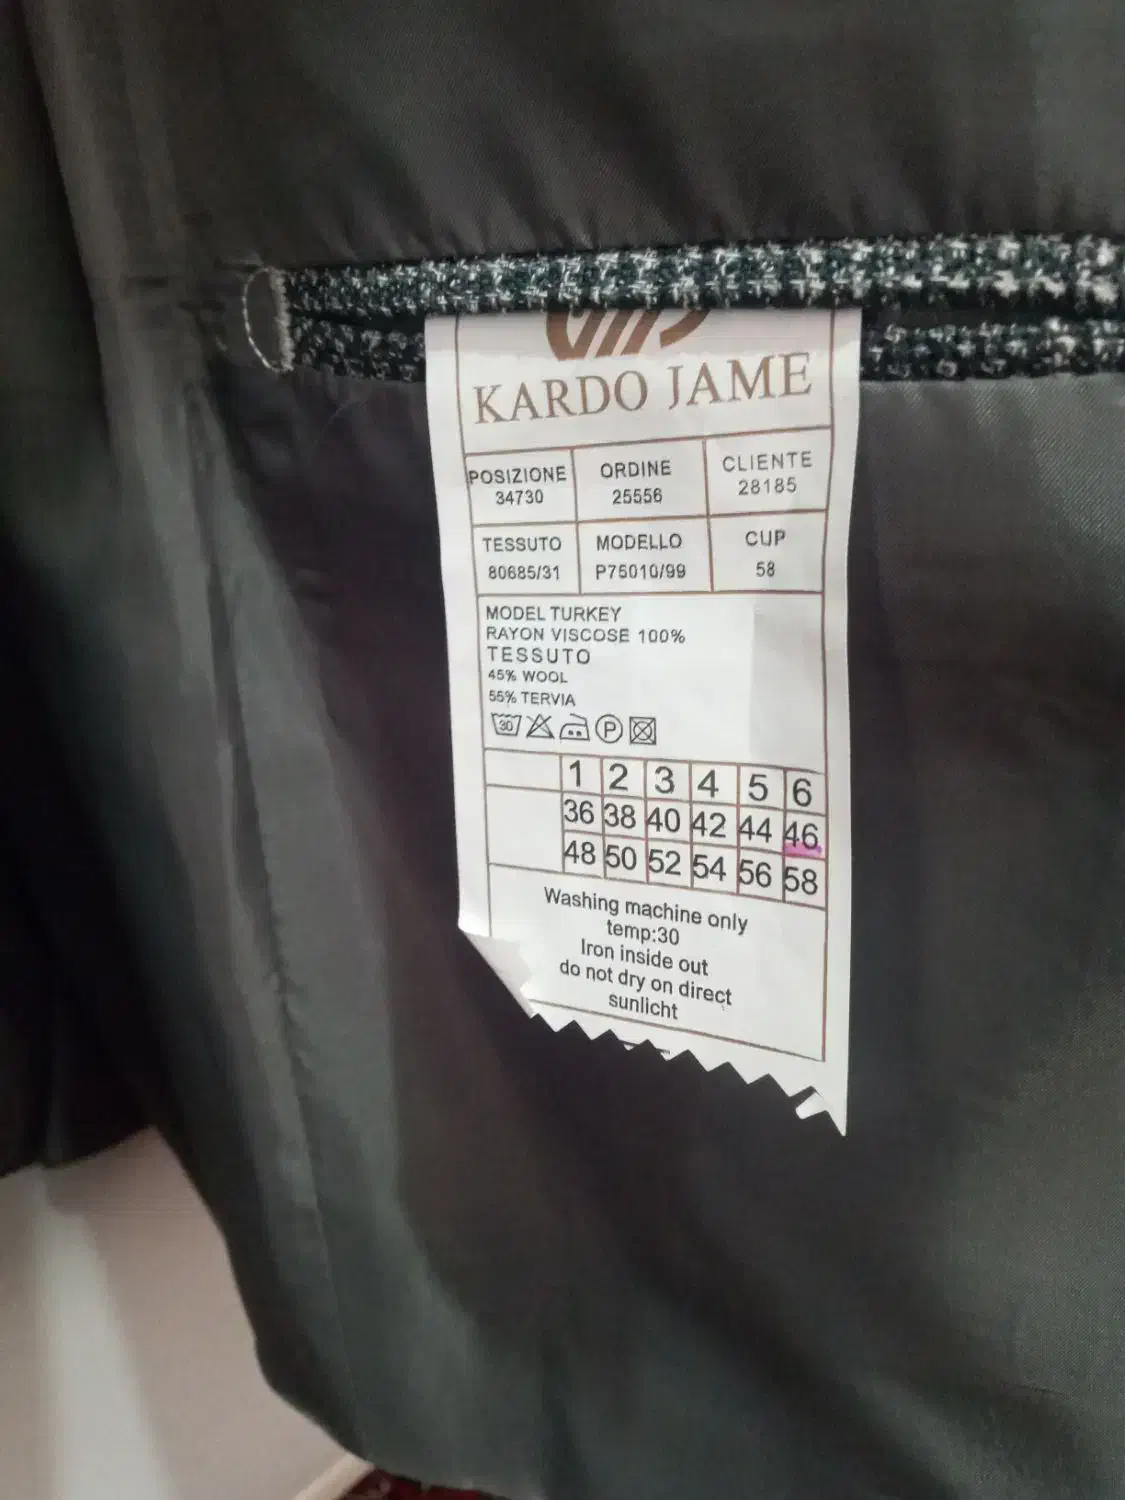 KARDO JAME
POSIZIONE ORDINE CLIENTE
34730 25556 28185
TESSUTO MODELLO CUP
80685/31 P75010/99 58
MODEL TURKEY
RAYON VISCOSE 100%
TESSUTO
45% WOOL
55% TERVIA
30 P
1 2 3 4 5 6
36 38 40 42 44 46
48 50 52 54 56 58
Washing machine only
temp:30
Iron inside out
do not dry on direct
sunlicht